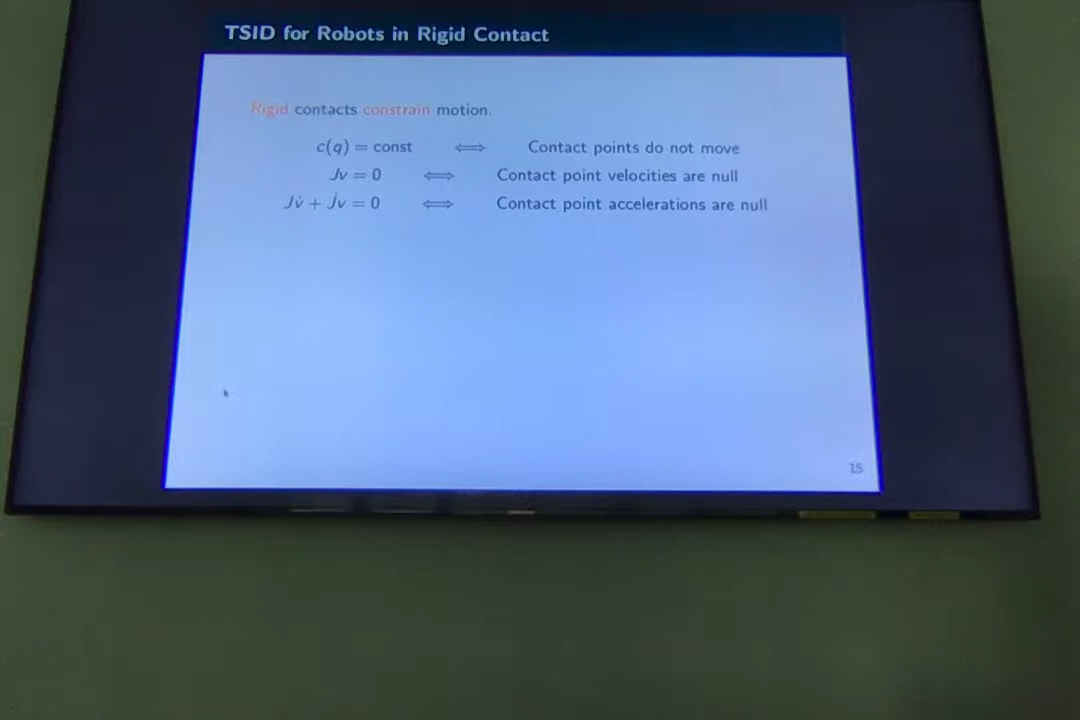 TSID for Robots in Rigid Contact
Rigid contacts constrain motion.
c(q) = const ⟺ Contact points do not move
Jv = 0 ⟺ Contact point velocities are null
Jv̇ + J̇v = 0 ⟺ Contact point accelerations are null
15